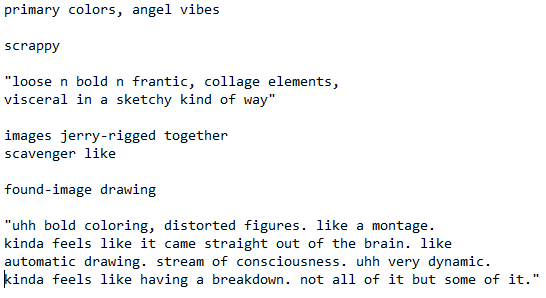 primary colors, angel vibes
scrappy
"loose n bold n frantic, collage elements,
visceral in a sketchy kind of way"
images jerry-rigged together
scavenger like
found-image drawing
"uhh bold coloring, distorted figures. like a montage.
kinda feels like it came straight out of the brain. like
automatic drawing. stream of consciousness. uhh very dynamic.
kinda feels like having a breakdown. not all of it but some of it."